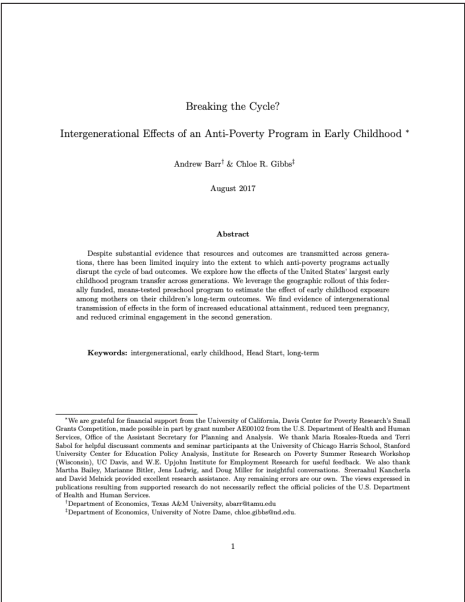 Breaking the Cycle?
Intergenerational Effects of an Anti-Poverty Program in Early Childhood *
Andrew Barr† & Chloe R. Gibbs‡
August 2017
Abstract
Despite substantial evidence that resources and outcomes are transmitted across genera-
tions, there has been limited inquiry into the extent to which anti-poverty programs actually
disrupt the cycle of bad outcomes. We explore how the effects of the United States' largest early
childhood program transfer across generations. We leverage the geographic rollout of this feder-
ally funded, means-tested preschool program to estimate the effect of early childhood exposure
among mothers on their children's long-term outcomes. We find evidence of intergenerational
transmission of effects in the form of increased educational attainment, reduced teen pregnancy,
and reduced criminal engagement in the second generation.
Keywords: intergenerational, early childhood, Head Start, long-term
*We are grateful for financial support from the University of California, Davis Center for Poverty Research's Small
Grants Competition, made possible in part by grant number AE00102 from the U.S. Department of Health and Human
Services, Office of the Assistant Secretary for Planning and Analysis. We thank Maria Rosales-Rueda and Terri
Sabol for helpful discussant comments and seminar participants at the University of Chicago Harris School, Stanford
University Center for Education Policy Analysis, Institute for Research on Poverty Summer Research Workshop
(Wisconsin), UC Davis, and W.E. Upjohn Institute for Employment Research for useful feedback. We also thank
Martha Bailey, Marianne Bitler, Jens Ludwig, and Doug Miller for insightful conversations. Sreeraahul Kancherla
and David Melnick provided excellent research assistance. Any remaining errors are our own. The views expressed in
publications resulting from supported research do not necessarily reflect the official policies of the U.S. Department
of Health and Human Services.
†Department of Economics, Texas A&M University, abarr@tamu.edu
‡Department of Economics, University of Notre Dame, chloe.gibbs@nd.edu.
1